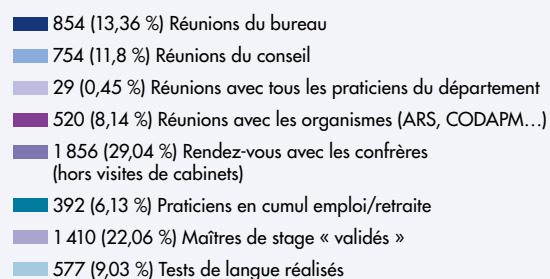 854 (13,36 %) Réunions du bureau
754 (11,8 %) Réunions du conseil
29 (0,45 %) Réunions avec tous les praticiens du département
520 (8,14 %) Réunions avec les organismes (ARS, CODAPM…)
1 856 (29,04 %) Rendez-vous avec les confrères
(hors visites de cabinets)
392 (6,13 %) Praticiens en cumul emploi/retraite
1 410 (22,06 %) Maîtres de stage « validés »
577 (9,03 %) Tests de langue réalisés